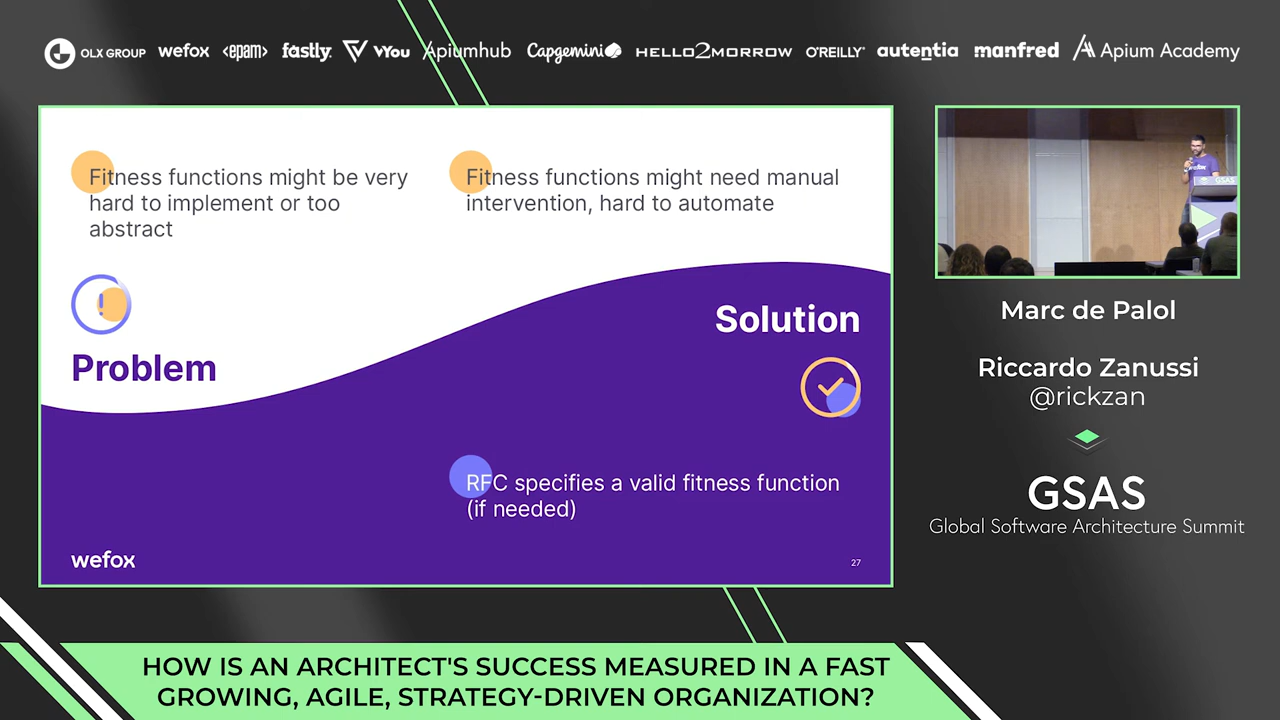 OLX GROUP wefox <epam> fastly. VYou Apiumhub Capgemini HELLO2MORROW O'REILLY® autentia manfred Apium Academy
Fitness functions might be very
hard to implement or too
abstract
Fitness functions might need manual
intervention, hard to automate
Problem
Solution
RFC specifies a valid fitness function
(if needed)
wefox
27
Marc de Palol
Riccardo Zanussi
@rickzan
GSAS
Global Software Architecture Summit
HOW IS AN ARCHITECT'S SUCCESS MEASURED IN A FAST
GROWING, AGILE, STRATEGY-DRIVEN ORGANIZATION?